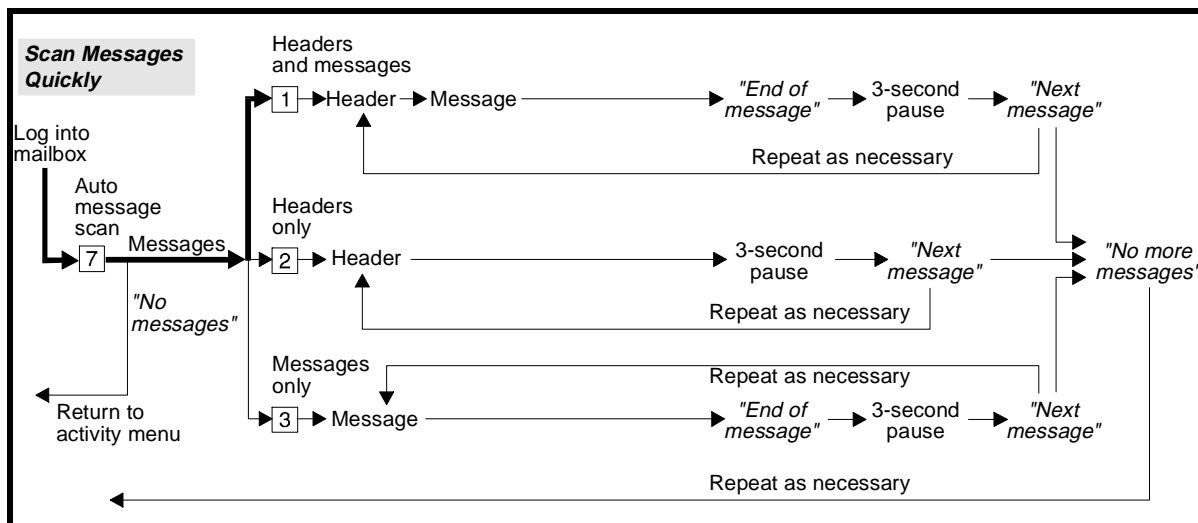 Scan Messages
Quickly
Log into
mailbox
Auto
message
scan
7
Messages
"No
messages"
Return to
activity menu
Headers
and messages
1
Header
Message
"End of
message"
3-second
pause
"Next
message"
Repeat as necessary
Headers
only
2
Header
3-second
pause
"Next
message"
Repeat as necessary
"No more
messages"
Messages
only
3
Message
Repeat as necessary
"End of
message"
3-second
pause
"Next
message"
Repeat as necessary